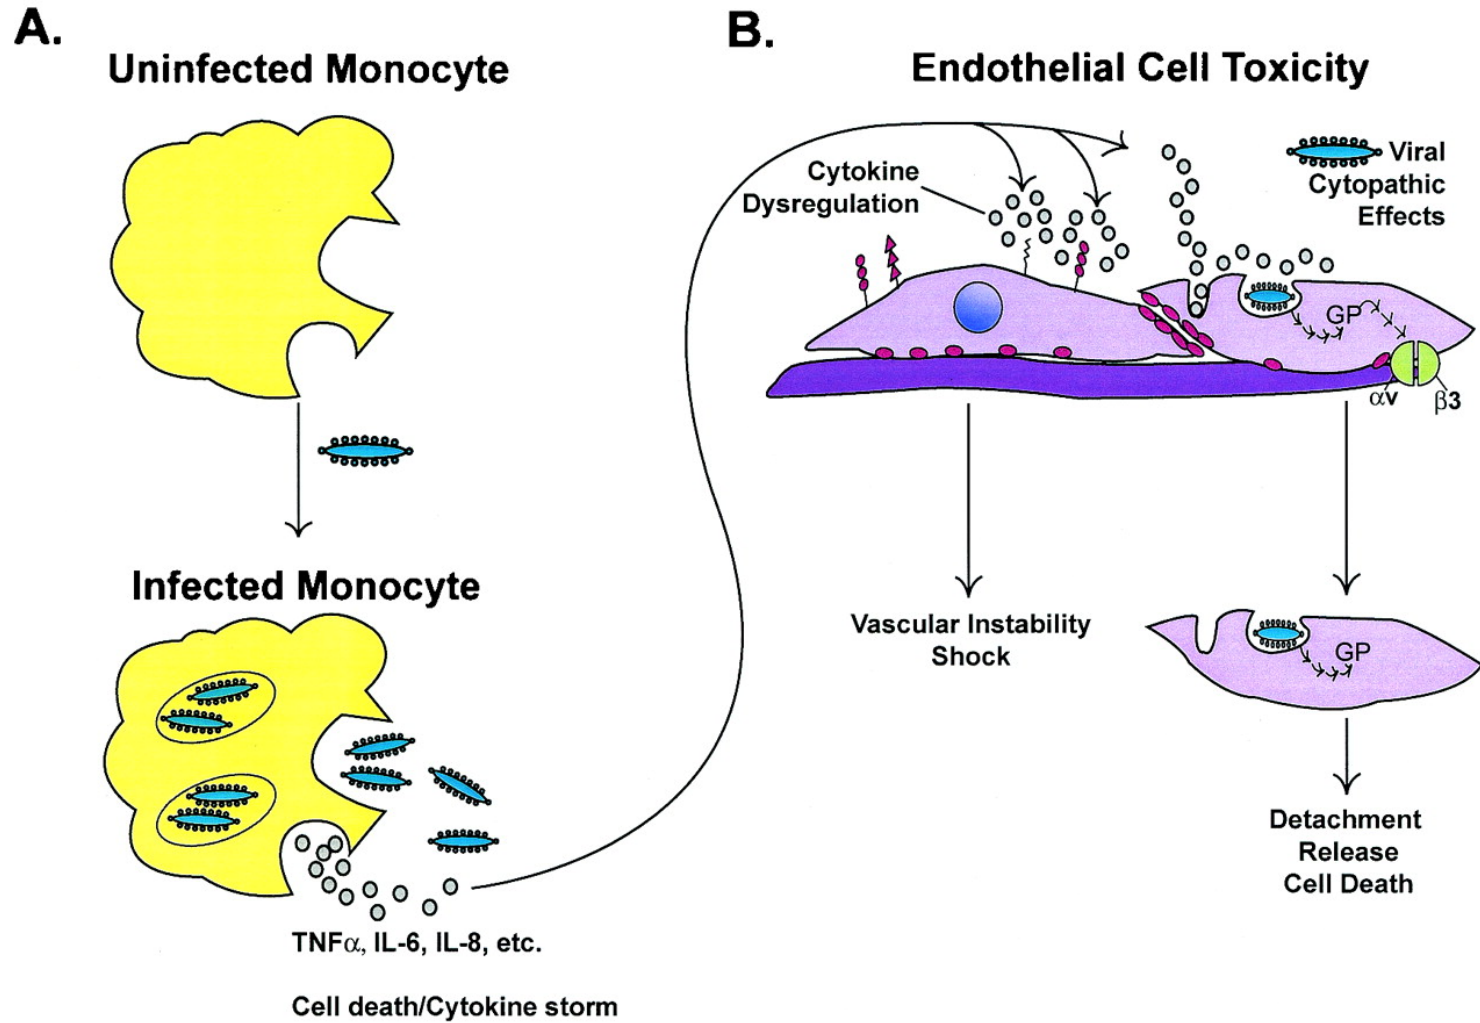 A.
Uninfected Monocyte
Infected Monocyte
TNFα, IL-6, IL-8, etc.
Cell death/Cytokine storm
B.
Endothelial Cell Toxicity
Cytokine
Dysregulation
Viral
Cytopathic
Effects
GP
αv
β3
Vascular Instability
Shock
GP
Detachment
Release
Cell Death